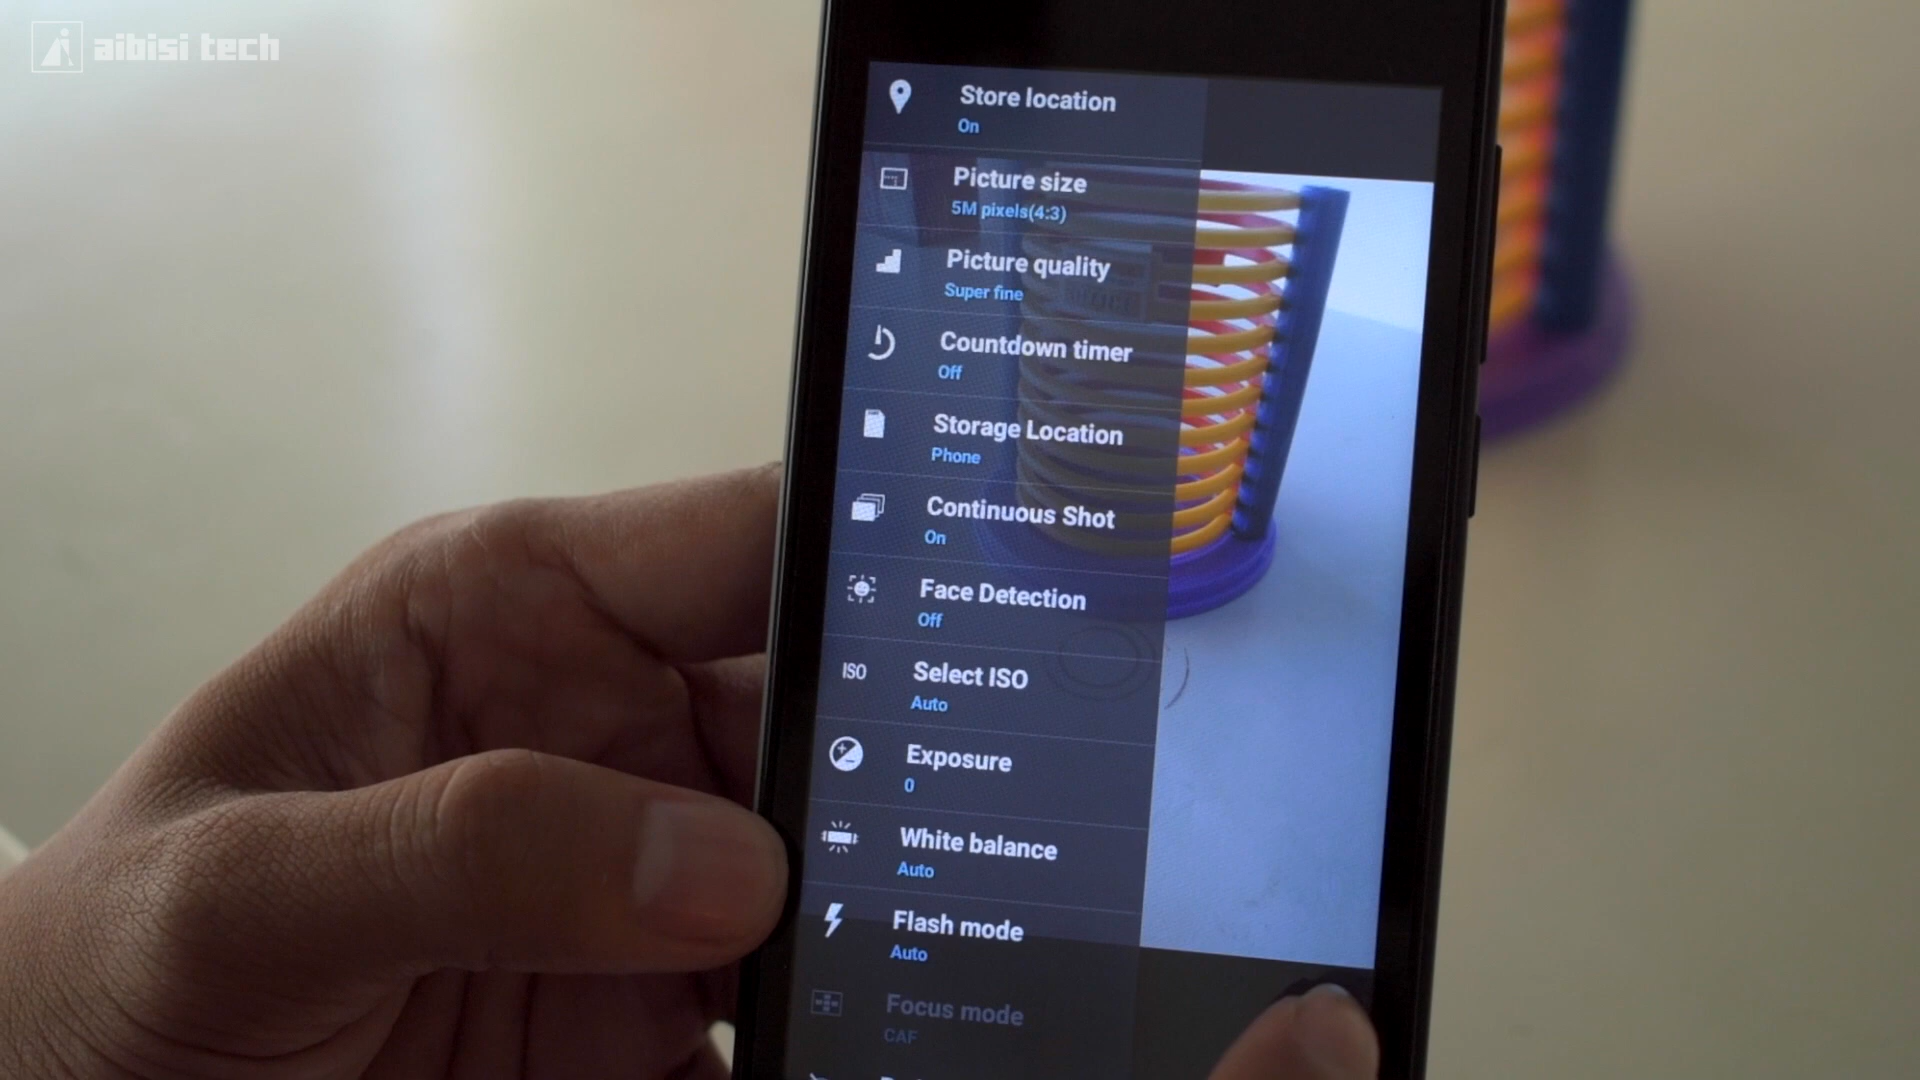 aibisi tech
Store location
On
Picture size
5M pixels(4:3)
Picture quality
Super fine
Countdown timer
Off
Storage Location
Phone
Continuous Shot
On
Face Detection
Off
ISO
Select ISO
Auto
Exposure
0
White balance
Auto
Flash mode
Auto
Focus mode
CAF